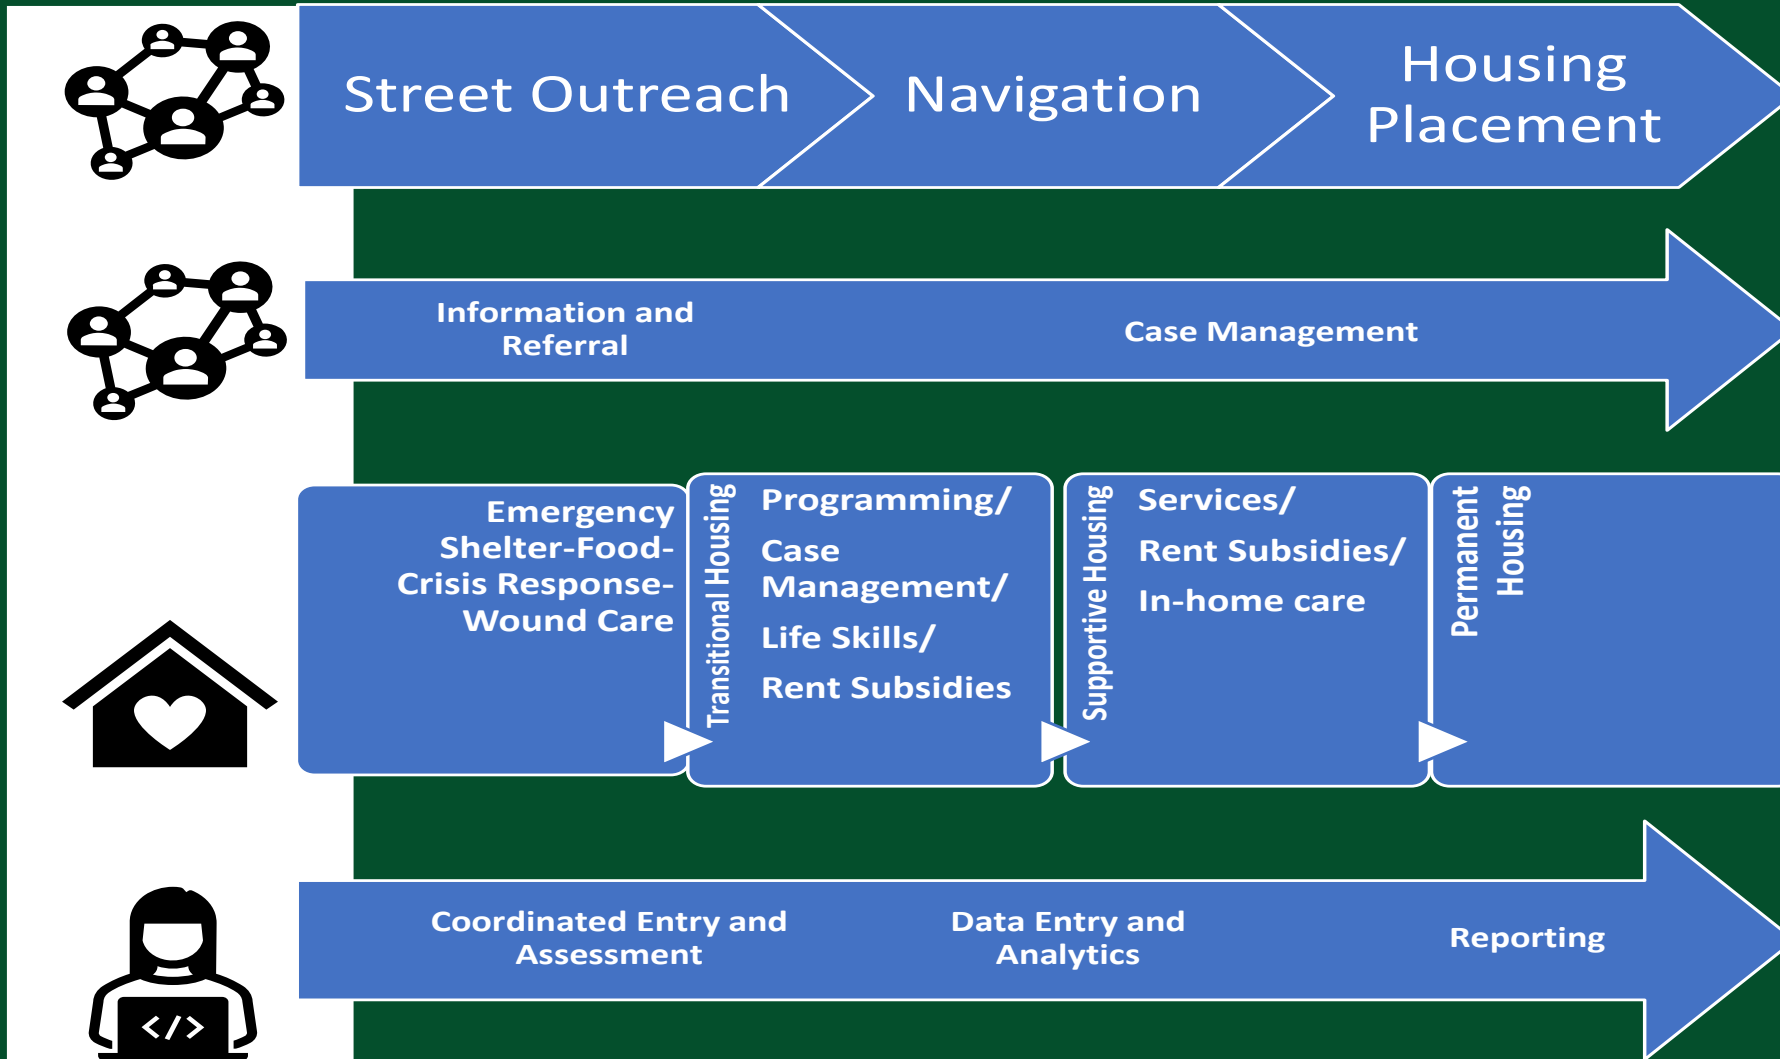 Street Outreach
Navigation
Housing
Placement
Information and
Referral
Case Management
Emergency
Shelter-Food-
Crisis Response-
Wound Care
Transitional Housing
Programming/
Case
Management/
Life Skills/
Rent Subsidies
Supportive Housing
Services/
Rent Subsidies/
In-home care
Permanent
Housing
Coordinated Entry and
Assessment
Data Entry and
Analytics
Reporting
</>